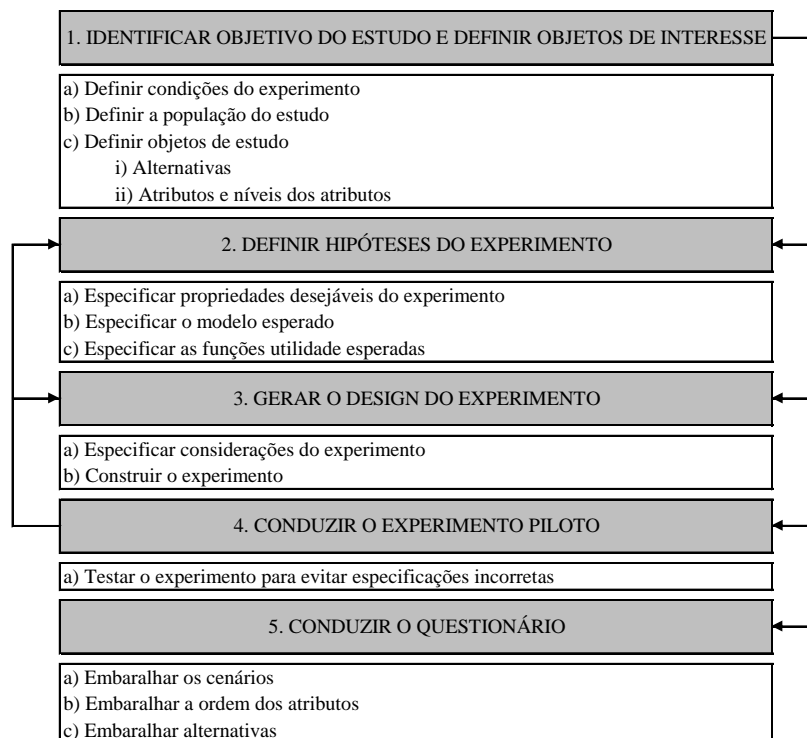 1. IDENTIFICAR OBJETIVO DO ESTUDO E DEFINIR OBJETOS DE INTERESSE
a) Definir condições do experimento
b) Definir a população do estudo
c) Definir objetos de estudo
i) Alternativas
ii) Atributos e níveis dos atributos
2. DEFINIR HIPÓTESES DO EXPERIMENTO
a) Especificar propriedades desejáveis do experimento
b) Especificar o modelo esperado
c) Especificar as funções utilidade esperadas
3. GERAR O DESIGN DO EXPERIMENTO
a) Especificar considerações do experimento
b) Construir o experimento
4. CONDUZIR O EXPERIMENTO PILOTO
a) Testar o experimento para evitar especificações incorretas
5. CONDUZIR O QUESTIONÁRIO
a) Embaralhar os cenários
b) Embaralhar a ordem dos atributos
c) Embaralhar alternativas